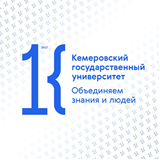 Кемеровский
государственный
университет
Объединяем
знания и людей